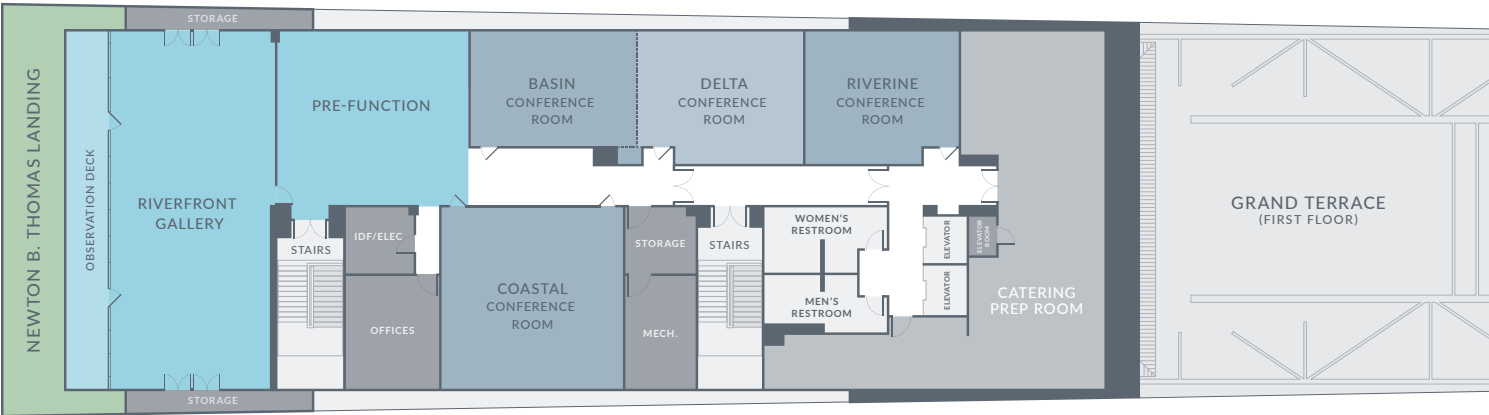 STORAGE
NEWTON B. THOMAS LANDING
OBSERVATION DECK
RIVERFRONT
GALLERY
PRE-FUNCTION
BASIN
CONFERENCE
ROOM
DELTA
CONFERENCE
ROOM
RIVERINE
CONFERENCE
ROOM
STAIRS
IDF/ELEC
OFFICES
COASTAL
CONFERENCE
ROOM
STORAGE
MECH.
STAIRS
WOMEN'S
RESTROOM
MEN'S
RESTROOM
ELEVATOR
ELEVATOR
ELEVATOR
ROOM
CATERING
PREP ROOM
GRAND TERRACE
(FIRST FLOOR)
STORAGE